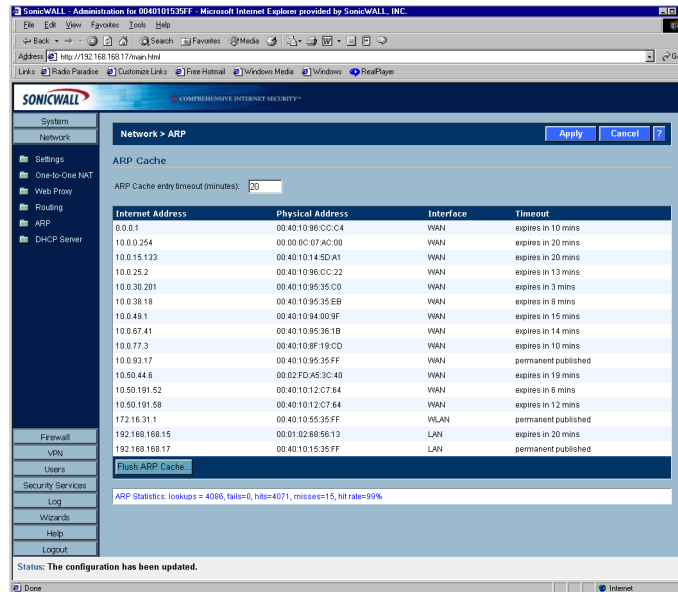 SonicWALL - Administration for 0040101535FF - Microsoft Internet Explorer provided by SonicWALL, INC.
File Edit View Favorites Tools Help
Back Search Favorites Media
Address http://192.168.168.17/main.html
Links Radio Paradise Customize Links Free Hotmail Windows Media Windows RealPlayer
SONICWALL COMPREHENSIVE INTERNET SECURITY™
System
Network
Settings
One-to-One NAT
Web Proxy
Routing
ARP
DHCP Server
Firewall
VPN
Users
Security Services
Log
Wizards
Help
Logout
Network > ARP Apply Cancel ?
ARP Cache
ARP Cache entry timeout (minutes): 20
Internet Address Physical Address Interface Timeout
0.0.0.1 00:40:10:96:CC:C4 WAN expires in 10 mins
10.0.0.254 00:00:0C:07:AC:00 WAN expires in 20 mins
10.0.15.133 00:40:10:14:5D:A1 WAN expires in 20 mins
10.0.25.2 00:40:10:96:CC:22 WAN expires in 13 mins
10.0.30.201 00:40:10:95:35:C0 WAN expires in 3 mins
10.0.38.18 00:40:10:95:35:EB WAN expires in 8 mins
10.0.49.1 00:40:10:94:00:9F WAN expires in 15 mins
10.0.67.41 00:40:10:95:36:1B WAN expires in 14 mins
10.0.77.3 00:40:10:8F:19:CD WAN expires in 10 mins
10.0.93.17 00:40:10:95:35:FF WAN permanent published
10.50.44.6 00:02:FD:A5:3C:40 WAN expires in 19 mins
10.50.191.52 00:40:10:12:C7:64 WAN expires in 6 mins
10.50.191.58 00:40:10:12:C7:64 WAN expires in 12 mins
172.16.31.1 00:40:10:55:35:FF WLAN permanent published
192.168.168.15 00:01:02:68:56:13 LAN expires in 20 mins
192.168.168.17 00:40:10:15:35:FF LAN permanent published
Flush ARP Cache...
ARP Statistics: lookups = 4086, fails=0, hits=4071, misses=15, hit rate=99%
Status: The configuration has been updated.
Done Internet